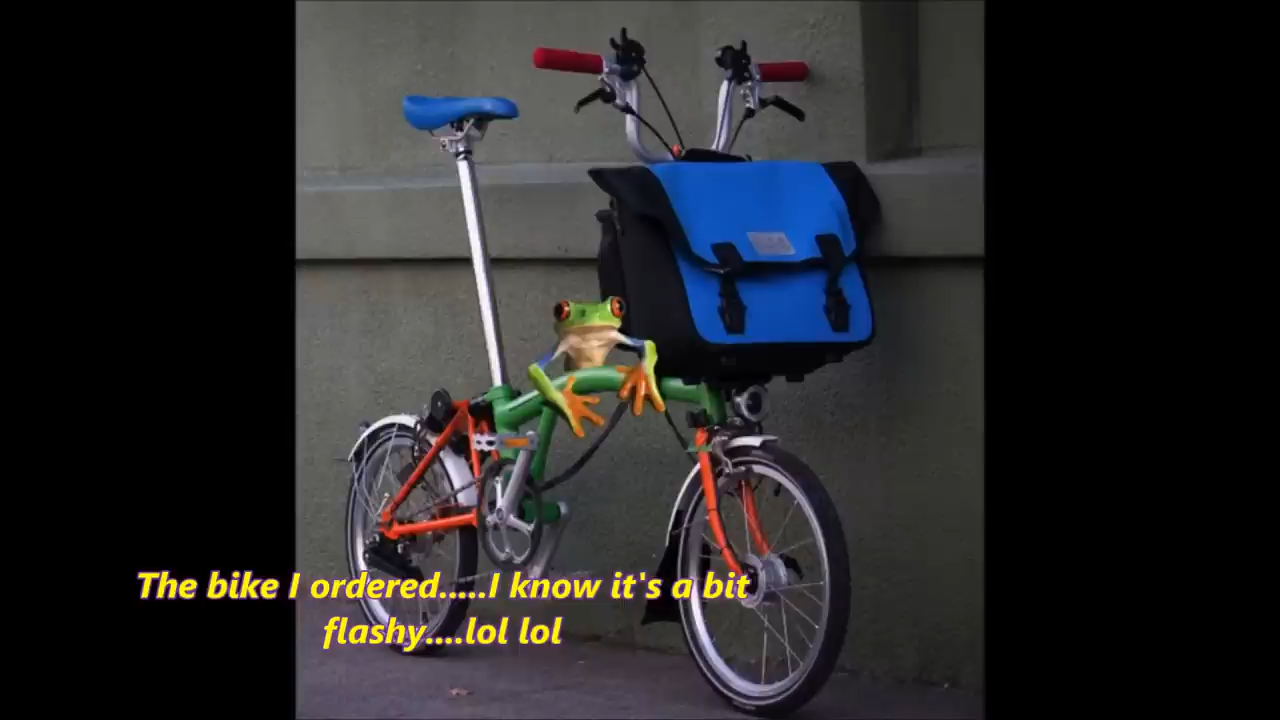 The bike I ordered.....I know it's a bit
flashy....lol lol